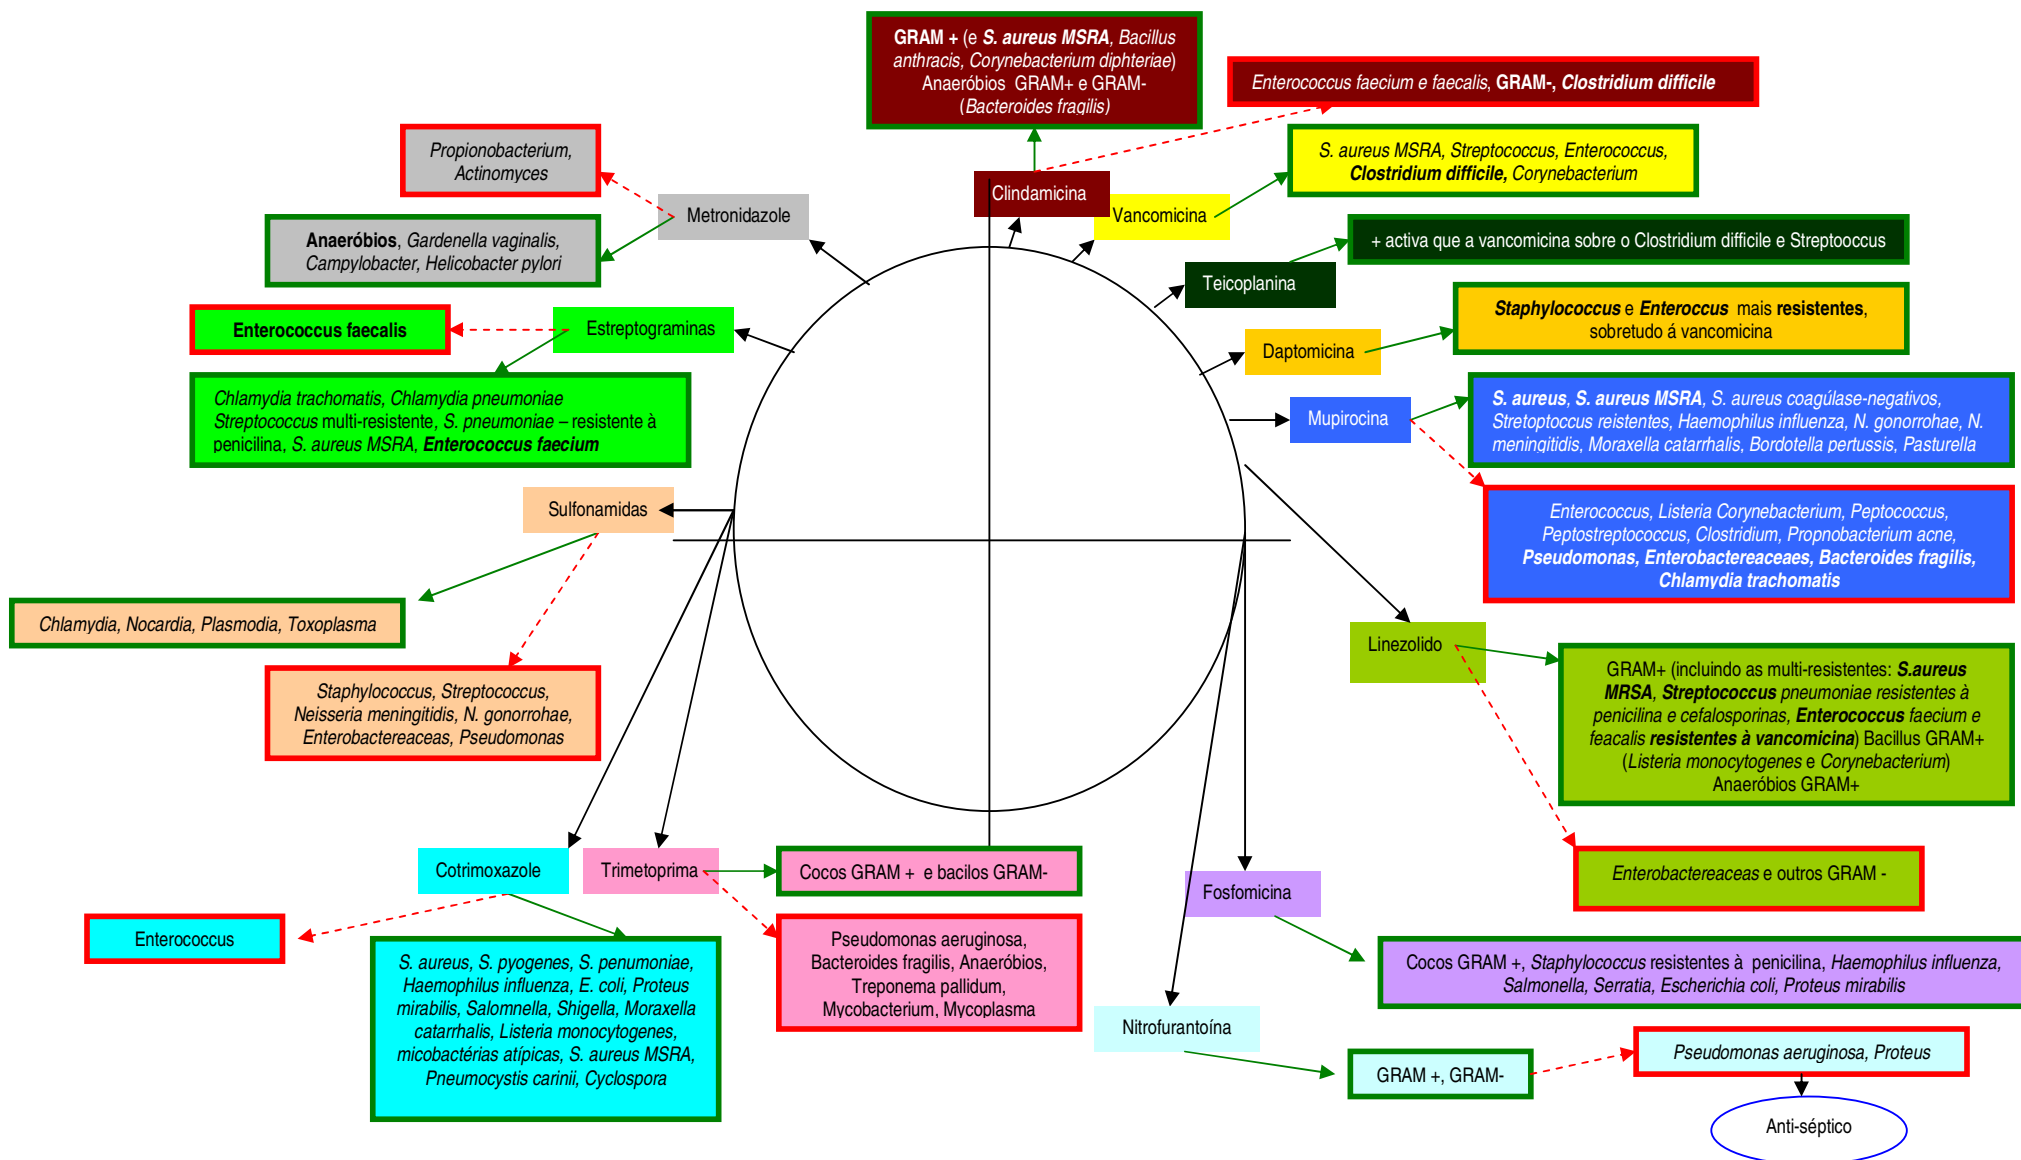 GRAM + (e S. aureus MSRA, Bacillus
anthracis, Corynebacterium diphteriae)
Anaeróbios GRAM+ e GRAM-
(Bacteroides fragilis)
Enterococcus faecium e faecalis, GRAM-, Clostridium difficile
Propionobacterium,
Actinomyces
S. aureus MSRA, Streptococcus, Enterococcus,
Clostridium difficile, Corynebacterium
Clindamicina
Metronidazole
Vancomicina
Anaeróbios, Gardenella vaginalis,
Campylobacter, Helicobacter pylori
+ activa que a vancomicina sobre o Clostridium difficile e Streptooccus
Teicoplanina
Enterococcus faecalis
Estreptograminas
Staphylococcus e Enteroccus mais resistentes,
sobretudo á vancomicina
Daptomicina
Chlamydia trachomatis, Chlamydia pneumoniae
Streptococcus multi-resistente, S. pneumoniae – resistente à
penicilina, S. aureus MSRA, Enterococcus faecium
Mupirocina
S. aureus, S. aureus MSRA, S. aureus coagúlase-negativos,
Stretoptoccus reistentes, Haemophilus influenza, N. gonorrohae, N.
meningitidis, Moraxella catarrhalis, Bordotella pertussis, Pasturella
Sulfonamidas
Enterococcus, Listeria Corynebacterium, Peptococcus,
Peptostreptococcus, Clostridium, Propnobacterium acne,
Pseudomonas, Enterobactereaceaes, Bacteroides fragilis,
Chlamydia trachomatis
Chlamydia, Nocardia, Plasmodia, Toxoplasma
Linezolido
Staphylococcus, Streptococcus,
Neisseria meningitidis, N. gonorrohae,
Enterobactereaceas, Pseudomonas
GRAM+ (incluindo as multi-resistentes: S.aureus
MRSA, Streptococcus pneumoniae resistentes à
penicilina e cefalosporinas, Enterococcus faecium e
feacalis resistentes à vancomicina) Bacillus GRAM+
(Listeria monocytogenes e Corynebacterium)
Anaeróbios GRAM+
Cotrimoxazole
Trimetoprima
Cocos GRAM + e bacilos GRAM-
Enterobactereaceas e outros GRAM -
Fosfomicina
Enterococcus
Pseudomonas aeruginosa,
Bacteroides fragilis, Anaeróbios,
Treponema pallidum,
Mycobacterium, Mycoplasma
S. aureus, S. pyogenes, S. penumoniae,
Haemophilus influenza, E. coli, Proteus
mirabilis, Salomnella, Shigella, Moraxella
catarrhalis, Listeria monocytogenes,
micobactérias atípicas, S. aureus MSRA,
Pneumocystis carinii, Cyclospora
Cocos GRAM +, Staphylococcus resistentes à penicilina, Haemophilus influenza,
Salmonella, Serratia, Escherichia coli, Proteus mirabilis
Nitrofurantoína
GRAM +, GRAM-
Pseudomonas aeruginosa, Proteus
Anti-séptico